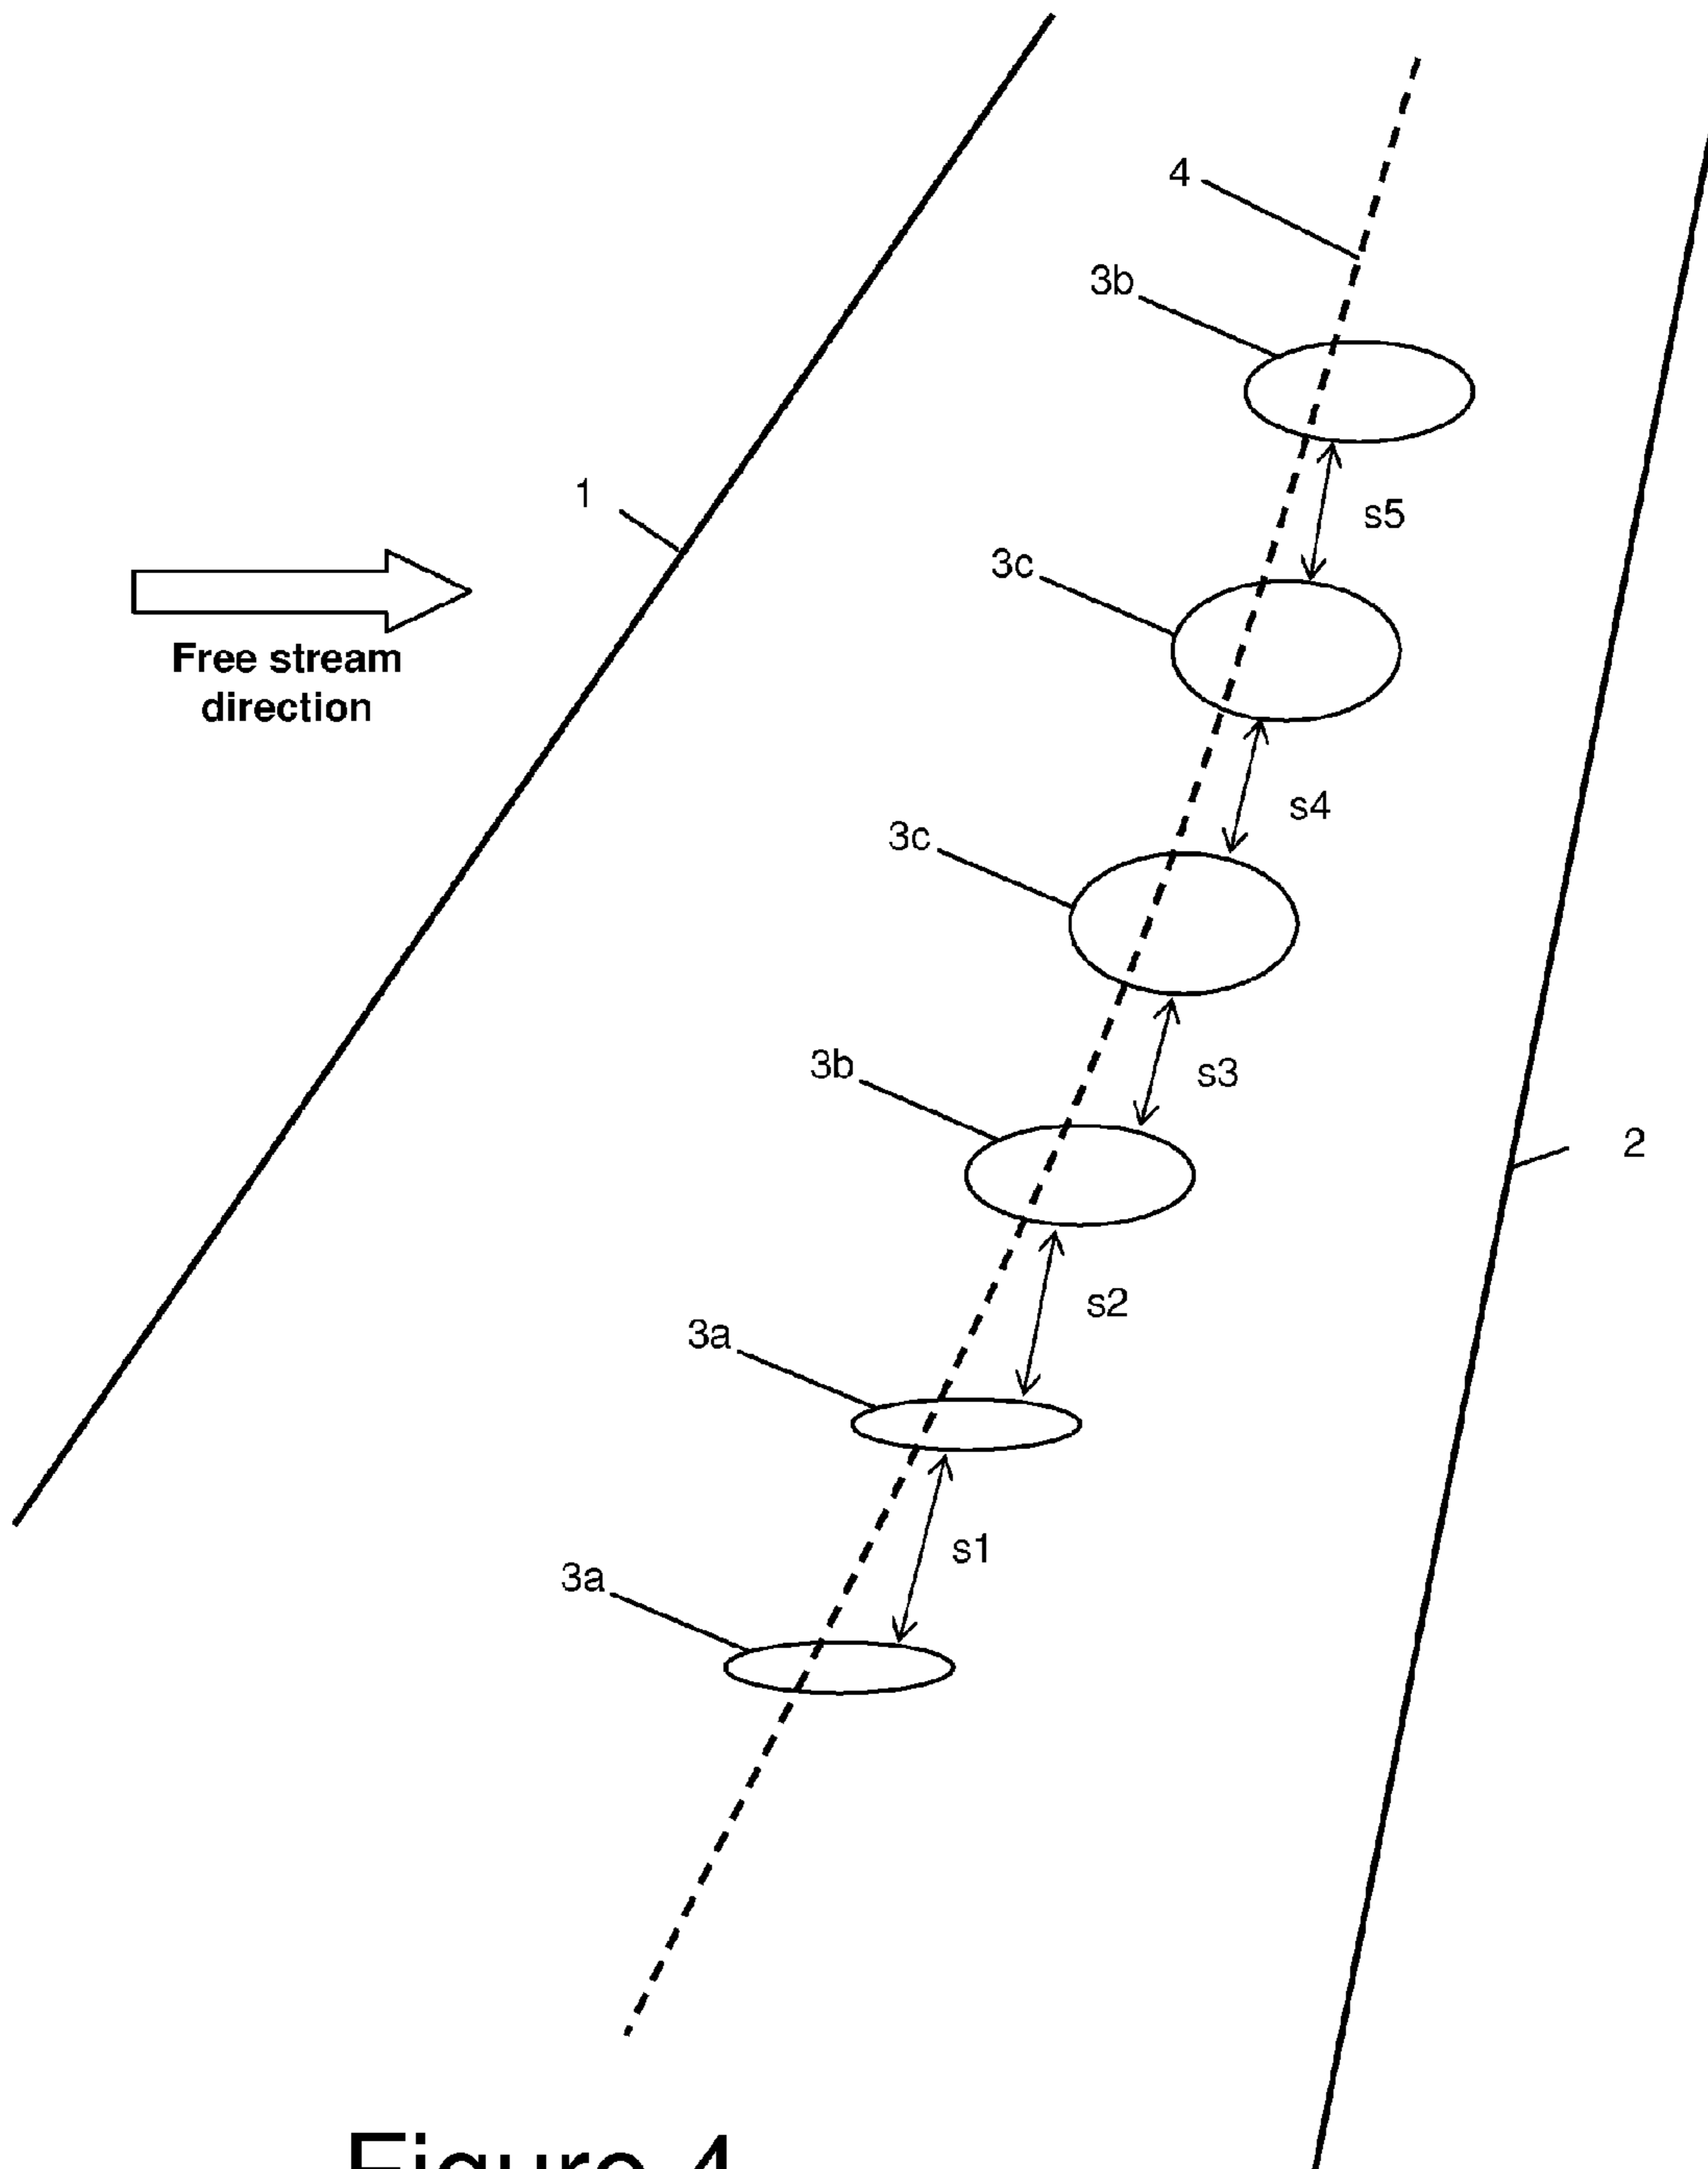 4
3b
1
s5
3c
Free stream
direction
s4
3c
s3
3b
2
s2
3a
s1
3a
Figure 4